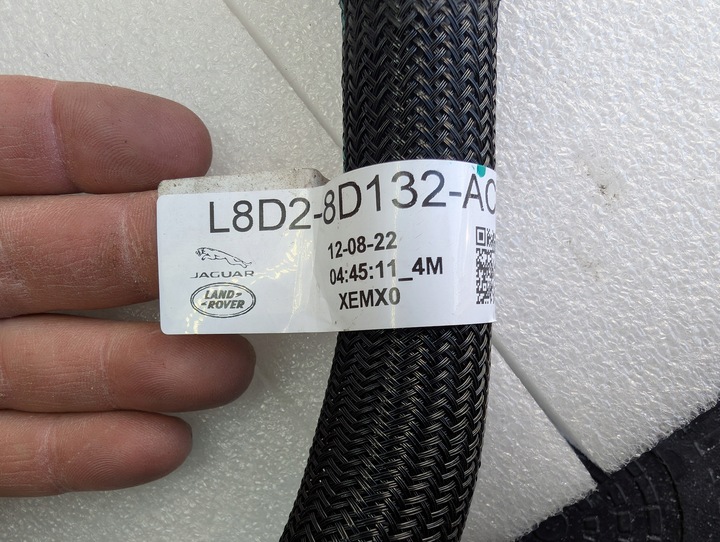 L8D2-8D132-AC
12-08-22
04:45:11_4M
XEMX0
JAGUAR
LAND-
-ROVER